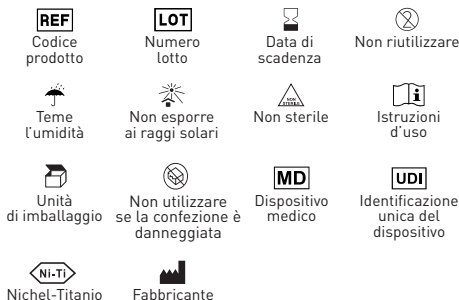 REF LOT
Codice Numero Data di Non riutilizzare
prodotto lotto scadenza
NON
STERILE
Teme Non esporre Non sterile Istruzioni
l'umidità ai raggi solari d'uso
MD UDI
Unità Non utilizzare Dispositivo Identificazione
di imballaggio se la confezione è medico unica del
danneggiata dispositivo
Ni-Ti
Nichel-Titanio Fabbricante